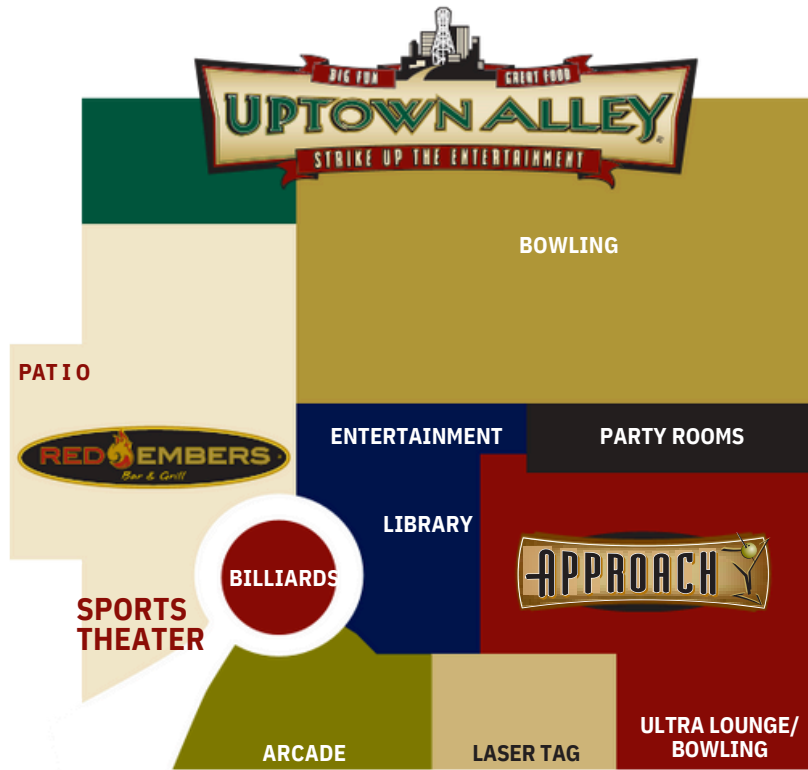 BIG FUN
GREAT FOOD
UPTOWN ALLEY
STRIKE UP THE ENTERTAINMENT
BOWLING
PATIO
RED EMBERS
Bar & Grill
ENTERTAINMENT
PARTY ROOMS
LIBRARY
APPROACH
BILLIARDS
SPORTS
THEATER
ULTRA LOUNGE/
BOWLING
ARCADE
LASER TAG